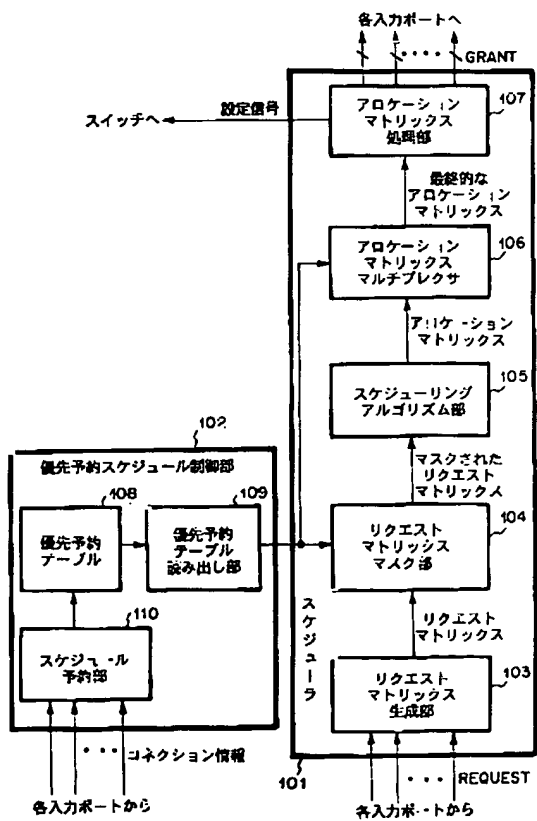 各入力ポートへ
GRANT
アロケーション
マトリックス
処理部
107
設定信号
スイッチへ
最終的な
アロケーション
マトリックス
アロケーション
マトリックス
マルチプレクサ
106
アロケーション
マトリックス
スケジューリング
アルゴリズム部
105
マスクされた
リクエスト
マトリックス
102
優先予約スケジュール制御部
108
優先予約
テーブル
109
優先予約
テーブル
読み出し部
リクエスト
マトリックス
マスク部
104
スケジューラ
リクエスト
マトリックス
110
スケジュール
予約部
リクエスト
マトリックス
生成部
103
コネクション情報
各入力ポートから
101
REQUEST
各入力ポートから